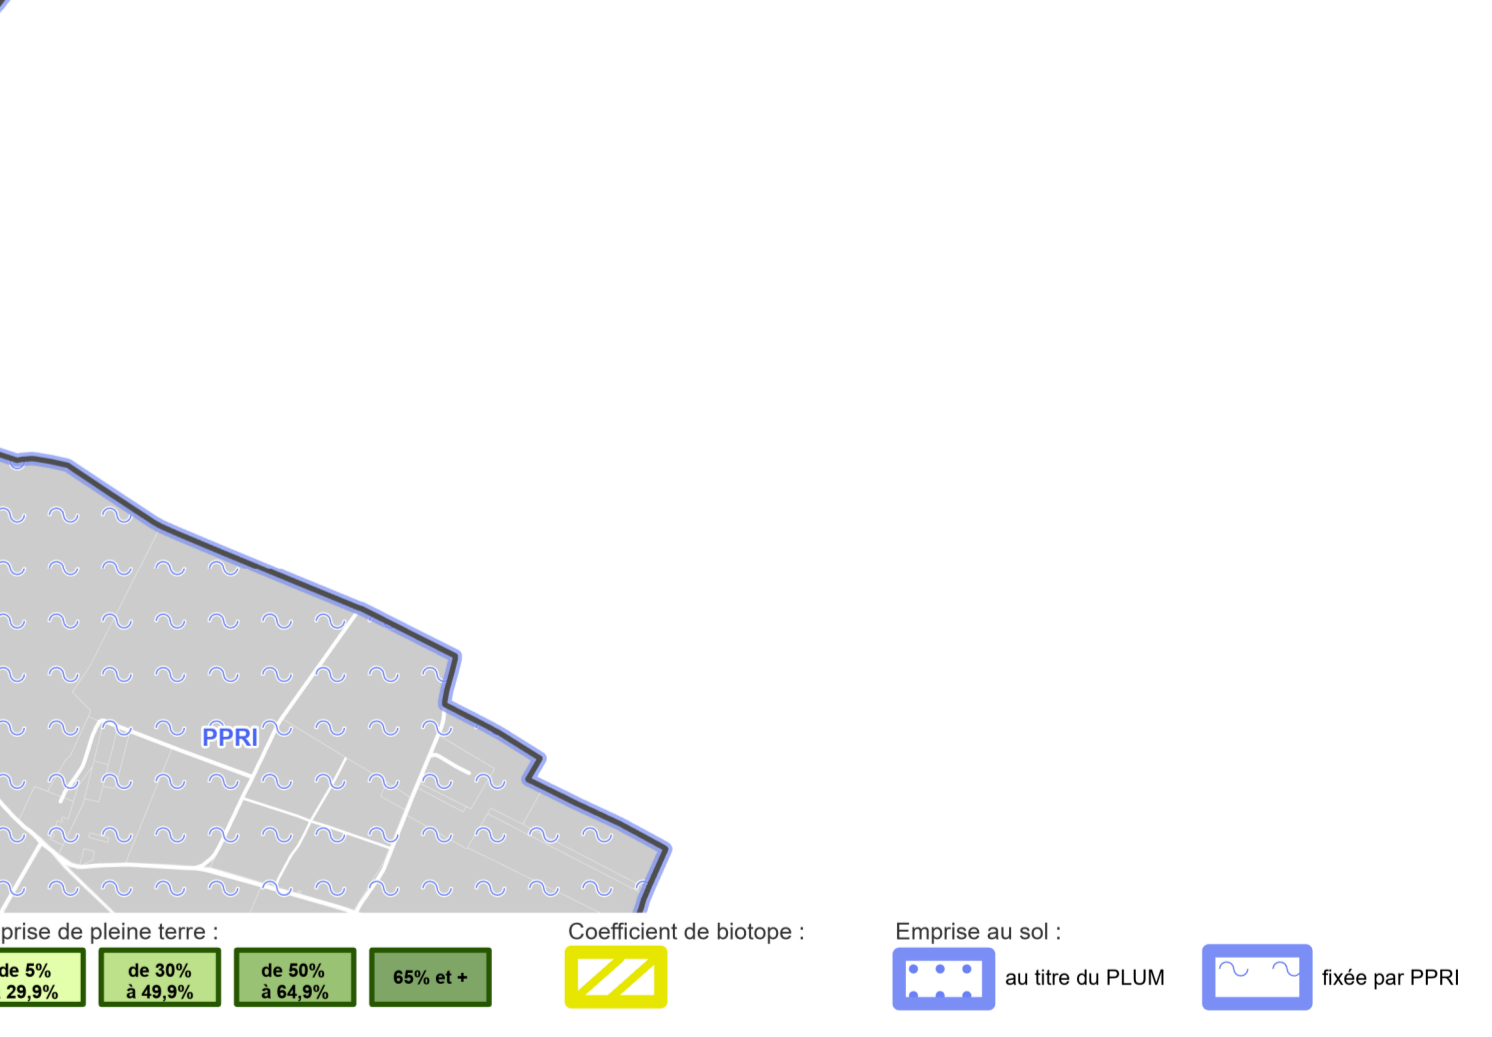 PPRI
prise de pleine terre :
Coefficient de biotope :
Emprise au sol :
de 5%
29,9%
de 30%
à 49,9%
de 50%
à 64,9%
65% et +
au titre du PLUM
fixée par PPRI